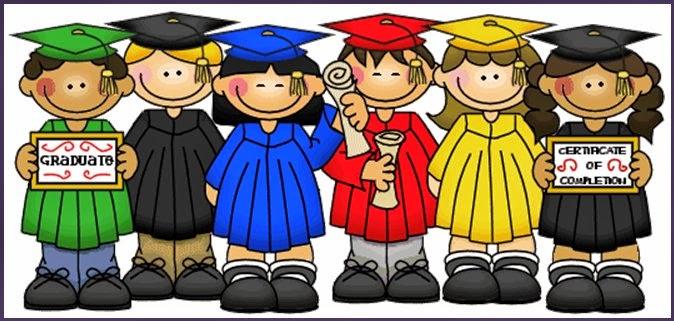 GRADUATE
CERTIFICATE
OF
COMPLETION